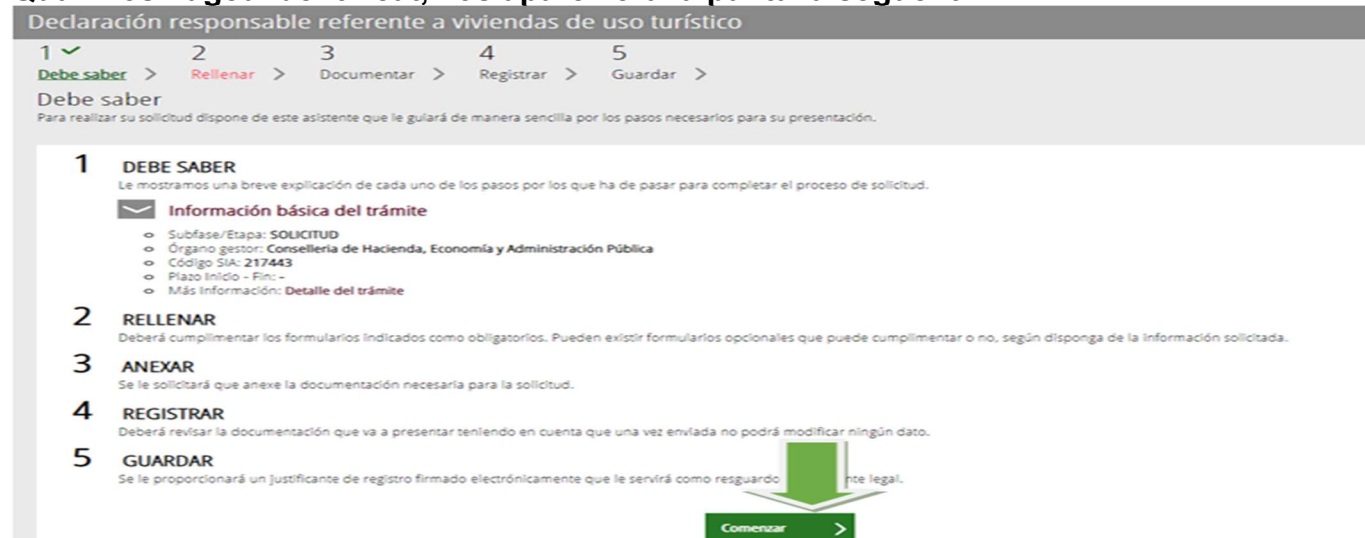 Declaración responsable referente a viviendas de uso turístico
1 2 3 4 5
Debe saber > Rellenar > Documentar > Registrar > Guardar >
Debe saber
Para realizar su solicitud dispone de este asistente que le guiará de manera sencilla por los pasos necesarios para su presentación.
1 DEBE SABER
Le mostramos una breve explicación de cada uno de los pasos por los que ha de pasar para completar el proceso de solicitud.
Información básica del trámite
Subfase/Etapa: SOLICITUD
Órgano gestor: Conselleria de Hacienda, Economía y Administración Pública
Código SIA: 217443
Plazo Inicio - Fin: -
Más Información: Detalle del trámite
2 RELLENAR
Deberá cumplimentar los formularios indicados como obligatorios. Pueden existir formularios opcionales que puede cumplimentar o no, según disponga de la información solicitada.
3 ANEXAR
Se le solicitará que anexe la documentación necesaria para la solicitud.
4 REGISTRAR
Deberá revisar la documentación que va a presentar teniendo en cuenta que una vez enviada no podrá modificar ningún dato.
5 GUARDAR
Se le proporcionará un justificante de registro firmado electrónicamente que le servirá como resguardo nte legal.
Comenzar >